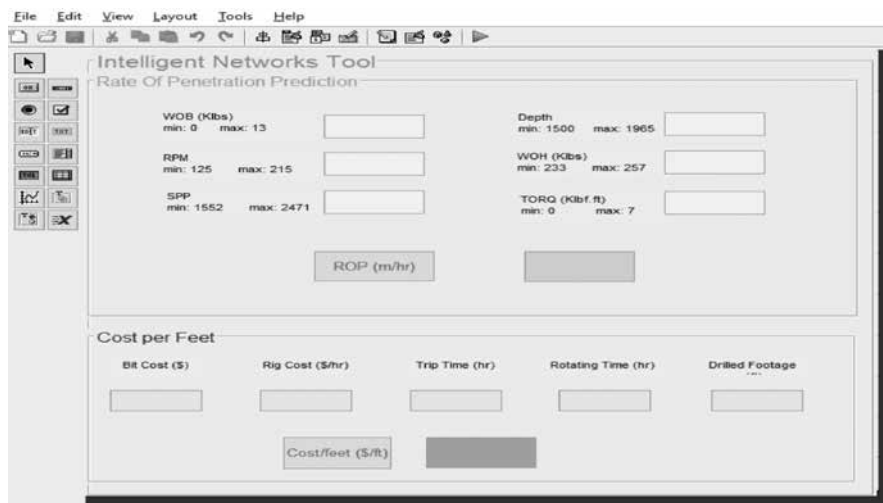 File Edit View Layout Tools Help
Intelligent Networks Tool
Rate Of Penetration Prediction
WOB (Klbs)
min: 0 max: 13
Depth
min: 1500 max: 1965
RPM
min: 125 max: 215
WOH (Klbs)
min: 233 max: 257
SPP
min: 1552 max: 2471
TORQ (Klbf.ft)
min: 0 max: 7
ROP (m/hr)
Cost per Feet
Bit Cost ($) Rig Cost ($/hr) Trip Time (hr) Rotating Time (hr) Drilled Footage
Cost/feet ($/ft)